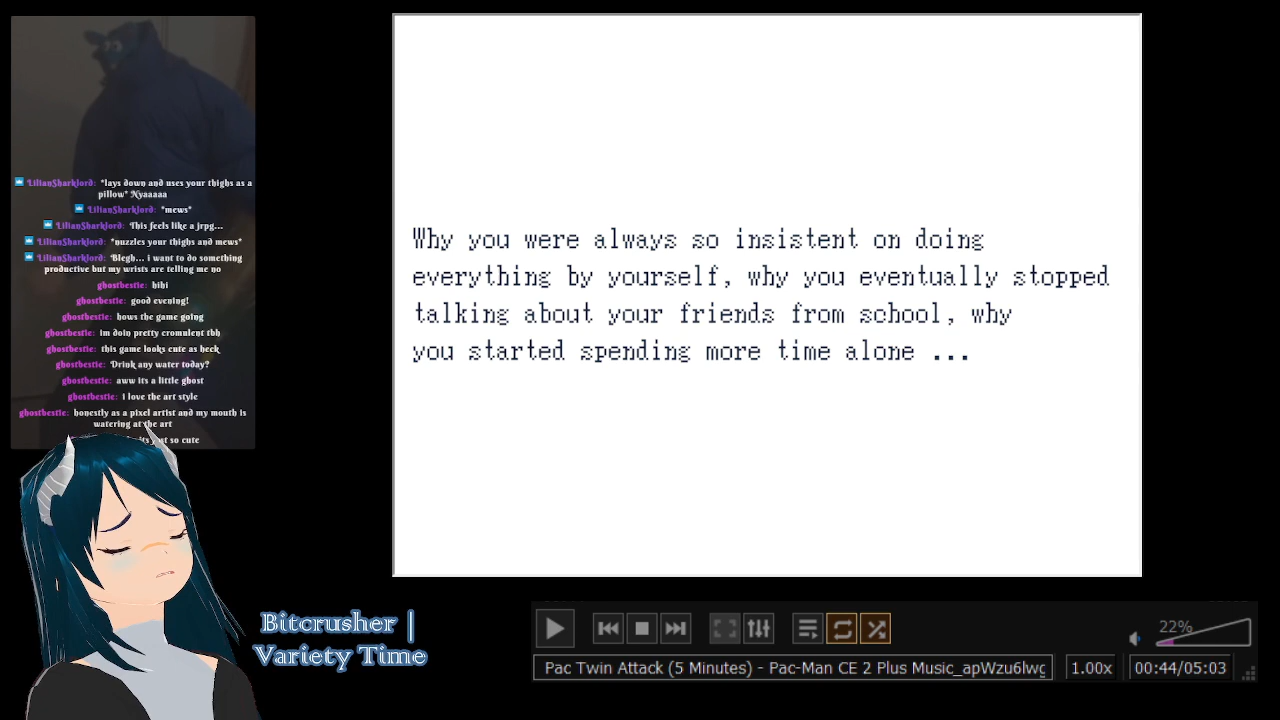 LilianSharklord: *lays down and uses your thighs as a
pillow* Nyaaaaa
LilianSharklord: *mews*
LilianSharklord: This feels like a jrpg...
LilianSharklord: *nuzzles your thighs and mews*
LilianSharklord: Blegh... i want to do something
productive but my wrists are telling me no
ghostbestie: hihi
ghostbestie: good evening!
ghostbestie: hows the game going
ghostbestie: im doin pretty cromulent tbh
ghostbestie: this game looks cute as heck
ghostbestie: Drink any water today?
ghostbestie: aww its a little ghost
ghostbestie: I love the art style
ghostbestie: honestly as a pixel artist and my mouth is
watering at the art
its just so cute
Why you were always so insistent on doing
everything by yourself, why you eventually stopped
talking about your friends from school, why
you started spending more time alone ...
Bitcrusher |
Variety Time
22%
Pac Twin Attack (5 Minutes) - Pac-Man CE 2 Plus Music_apWzu6lwg
1.00x
00:44/05:03